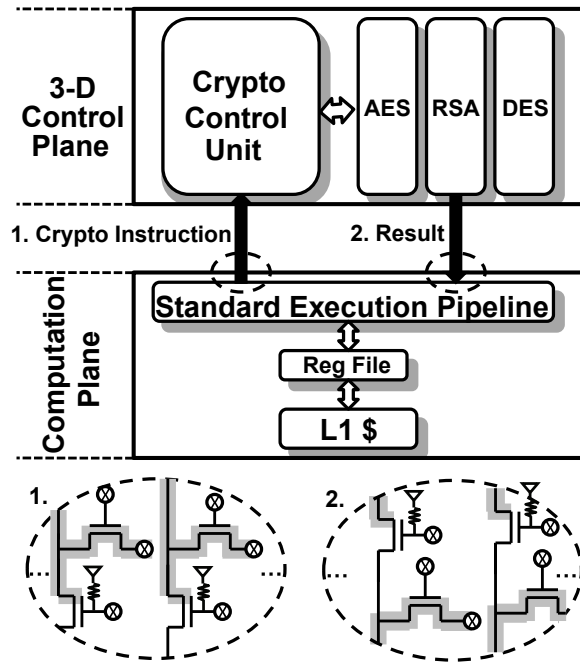 3-D
Control
Plane
Crypto
Control
Unit
AES
RSA
DES
1. Crypto Instruction
2. Result
Computation
Plane
Standard Execution Pipeline
Reg File
L1 $
1.
...
...
2.
...
...